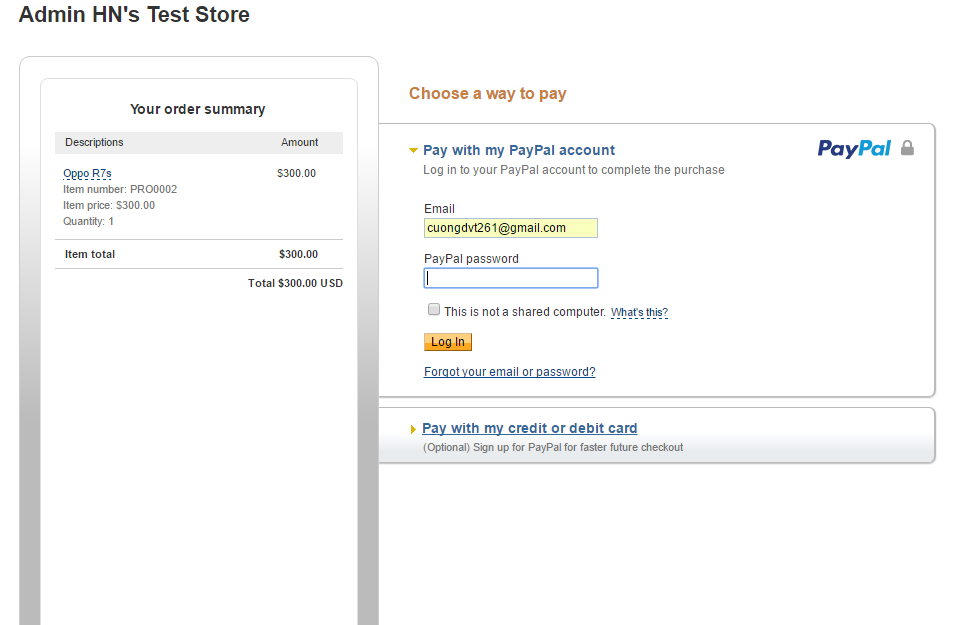 Admin HN's Test Store
Your order summary
Descriptions Amount
Oppo R7s $300.00
Item number: PRO0002
Item price: $300.00
Quantity: 1
Item total $300.00
Total $300.00 USD
Choose a way to pay
Pay with my PayPal account
PayPal
Log in to your PayPal account to complete the purchase
Email
cuongdvt261@gmail.com
PayPal password
This is not a shared computer. What's this?
Log In
Forgot your email or password?
Pay with my credit or debit card
(Optional) Sign up for PayPal for faster future checkout